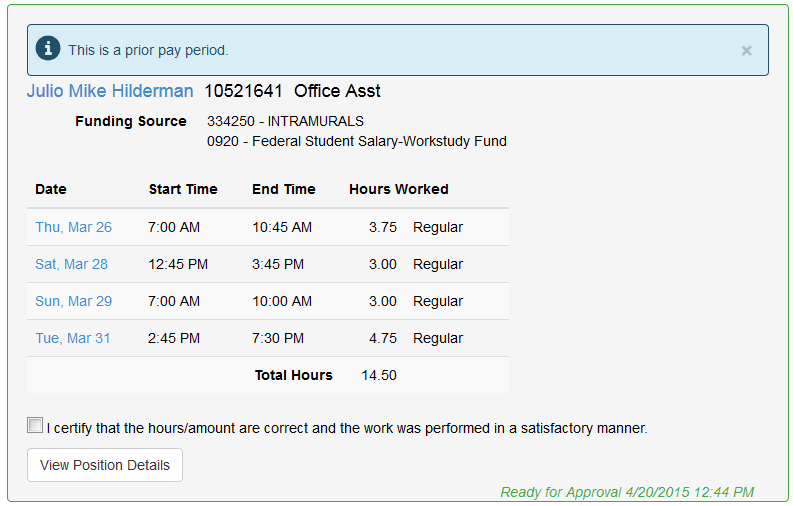 This is a prior pay period. ×
Julio Mike Hilderman 10521641 Office Asst
Funding Source 334250 - INTRAMURALS
0920 - Federal Student Salary-Workstudy Fund
Date Start Time End Time Hours Worked
Thu, Mar 26 7:00 AM 10:45 AM 3.75 Regular
Sat, Mar 28 12:45 PM 3:45 PM 3.00 Regular
Sun, Mar 29 7:00 AM 10:00 AM 3.00 Regular
Tue, Mar 31 2:45 PM 7:30 PM 4.75 Regular
Total Hours 14.50
I certify that the hours/amount are correct and the work was performed in a satisfactory manner.
View Position Details
Ready for Approval 4/20/2015 12:44 PM